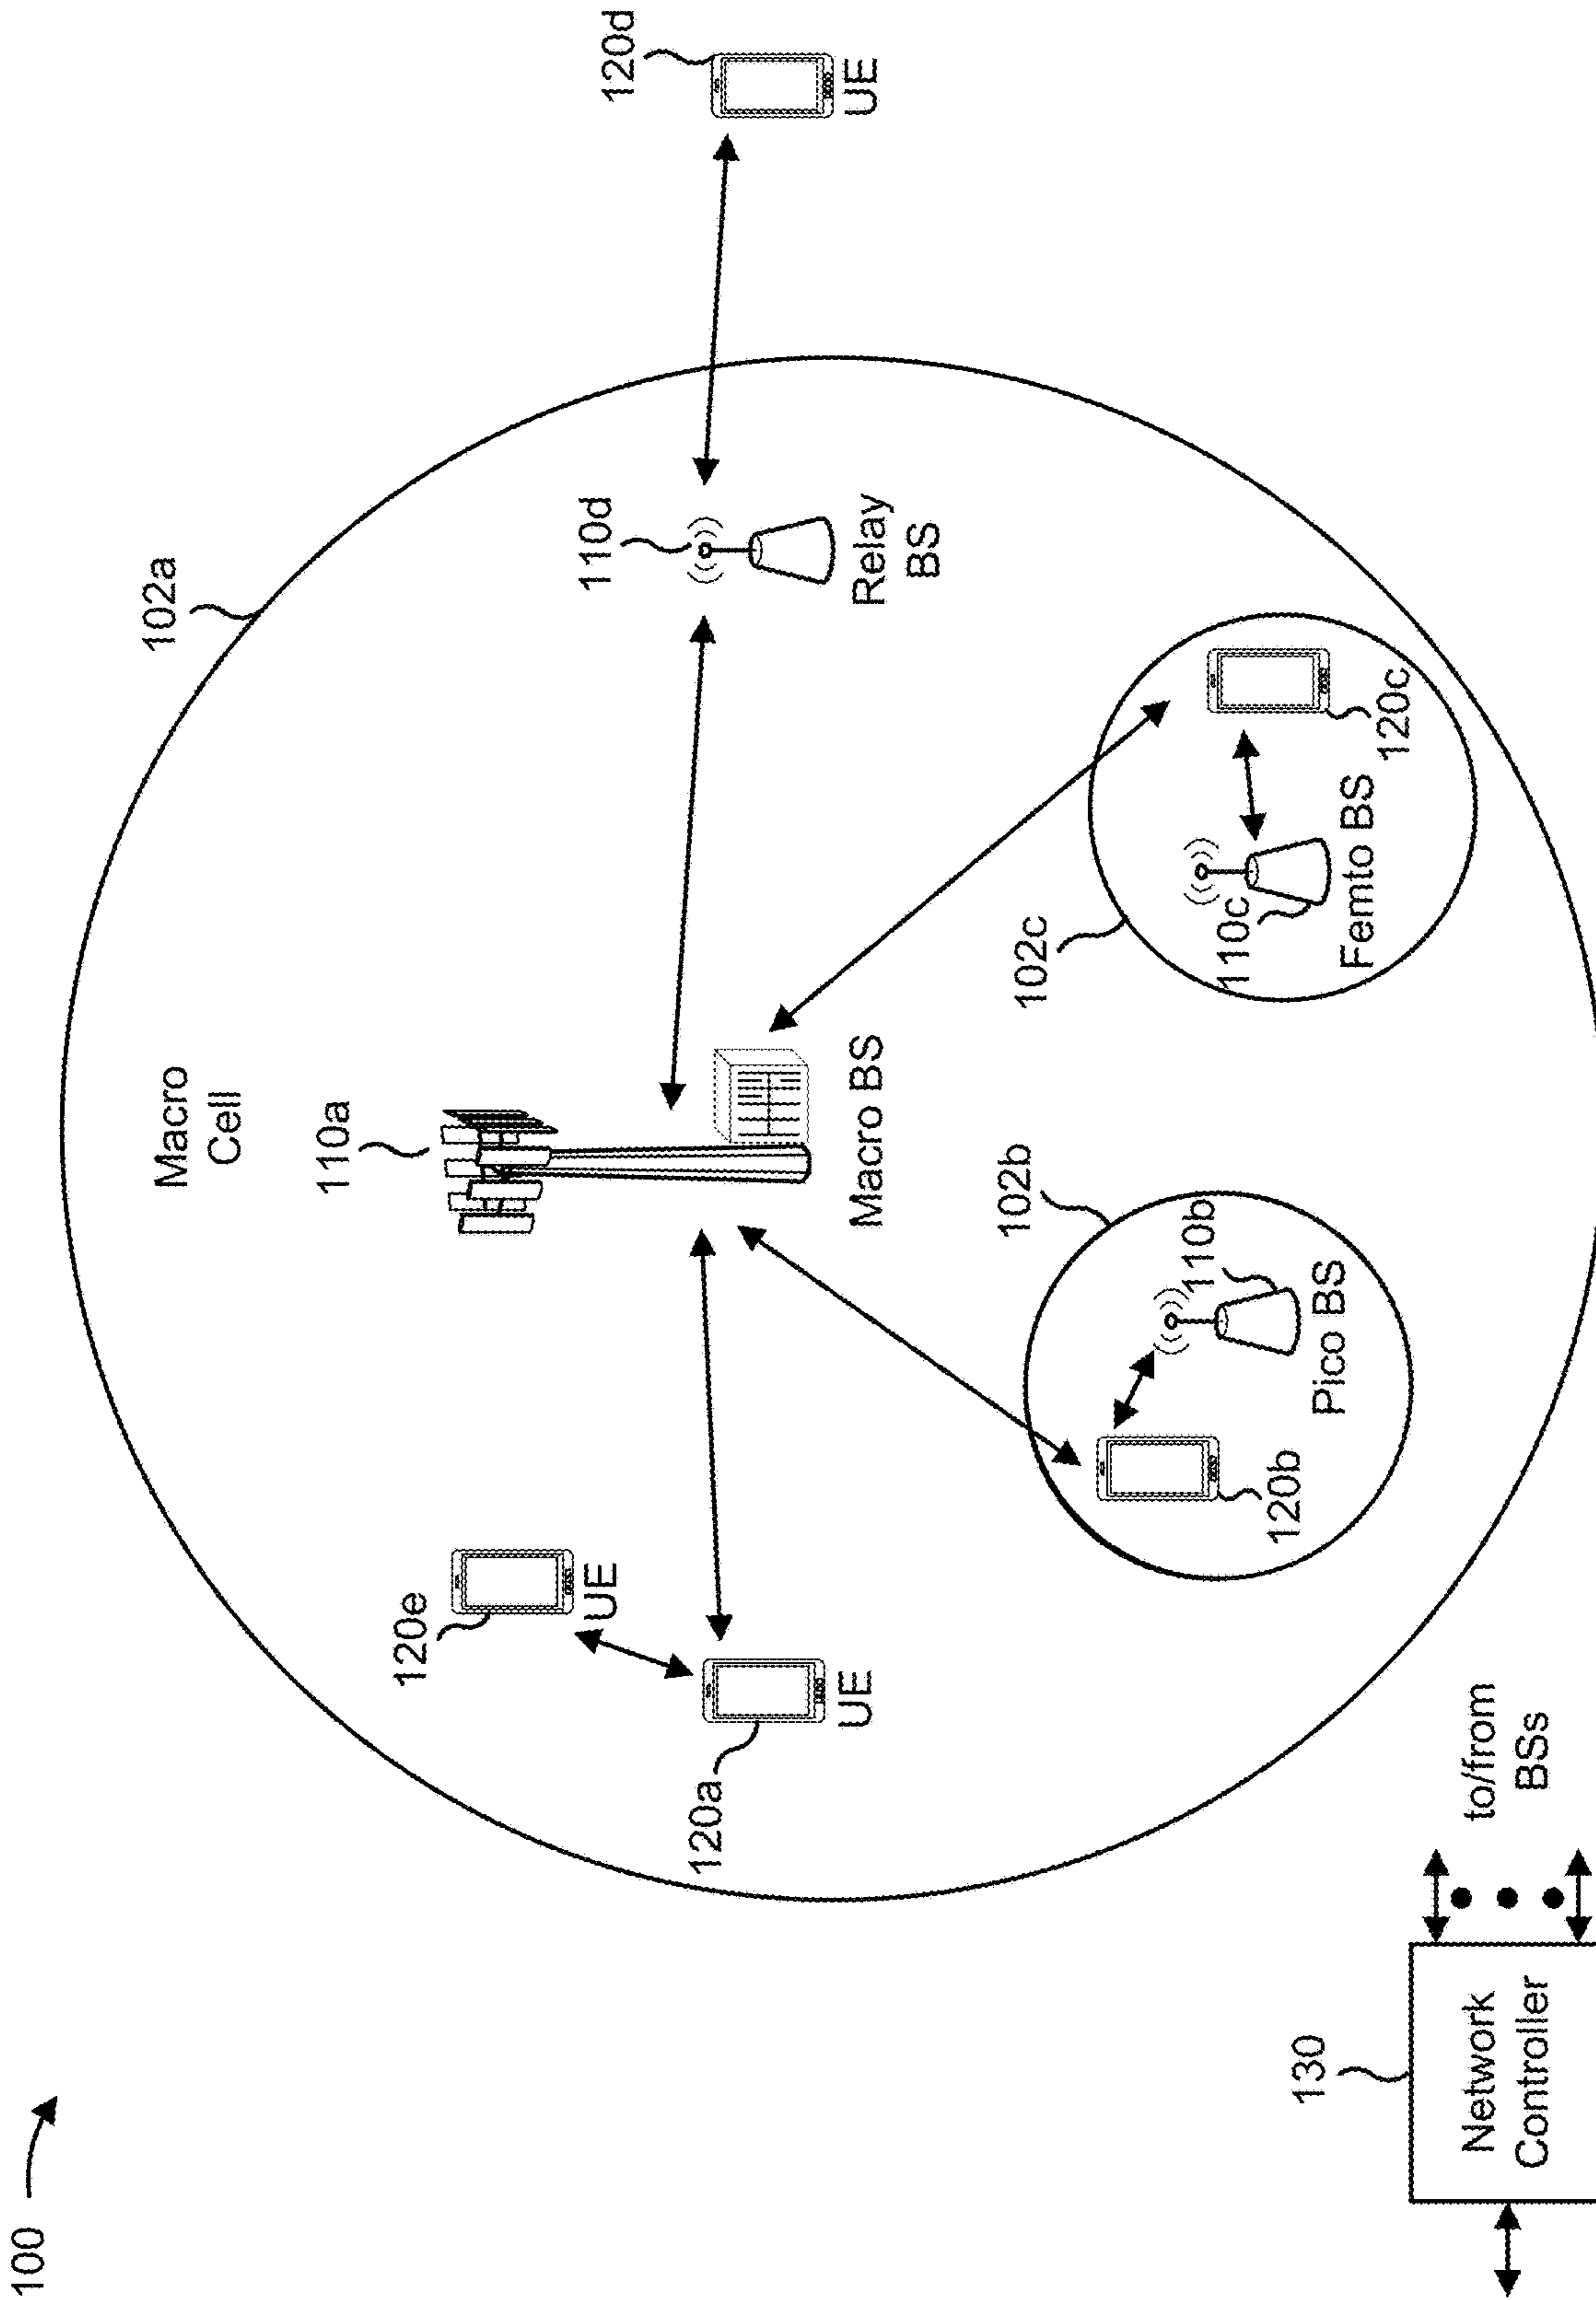 100
Macro
Cell
102a
110a
120e
UE
120a
UE
110d
Relay
BS
120d
UE
Macro BS
102b
110b
Pico BS
120b
102c
110c
Femto BS
120c
130
Network
Controller
to/from
BSs